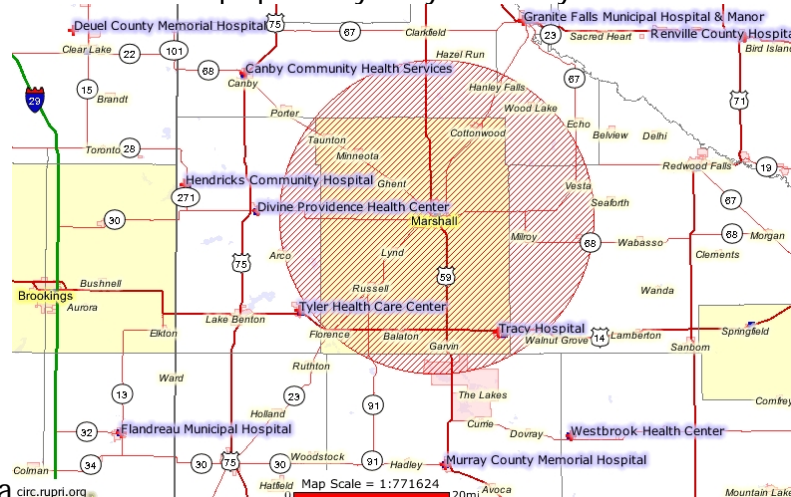 Deuel County Memorial Hospital
75
67
Clarkfield
Granite Falls Municipal Hospital & Manor
23
Sacred Heart
Renville County Hospita
Bird Island
Clear Lake
22
101
Hazel Run
68
Canby Community Health Services
Canby
Hanley Falls
67
29
15
Brandt
Porter
Wood Lake
71
Echo
Cottonwood
Belview
Delhi
Taunton
Toronto
28
Minneota
Redwood Falls
19
Hendricks Community Hospital
Ghent
Vesta
271
Seaforth
67
Divine Providence Health Center
30
Marshall
Milroy
68
Wabasso
68
Morgan
Arco
Lynd
Clements
75
59
Bushnell
Russell
Wanda
Brookings
Aurora
Tyler Health Care Center
Lake Benton
Tracy Hospital
Elkton
Florence
Balaton
Walnut Grove
14
Lamberton
Springfield
Garvin
Sanborn
Ruthton
Ward
13
23
The Lakes
Comfrey
91
Holland
Currie
32
Flandreau Municipal Hospital
Dovray
Westbrook Health Center
Woodstock
34
30
75
30
91
Hadley
Murray County Memorial Hospital
Colman
Hatfield
Map Scale = 1:771624
Avoca
Mountain Lake
a circ.rupri.org
0
20mi